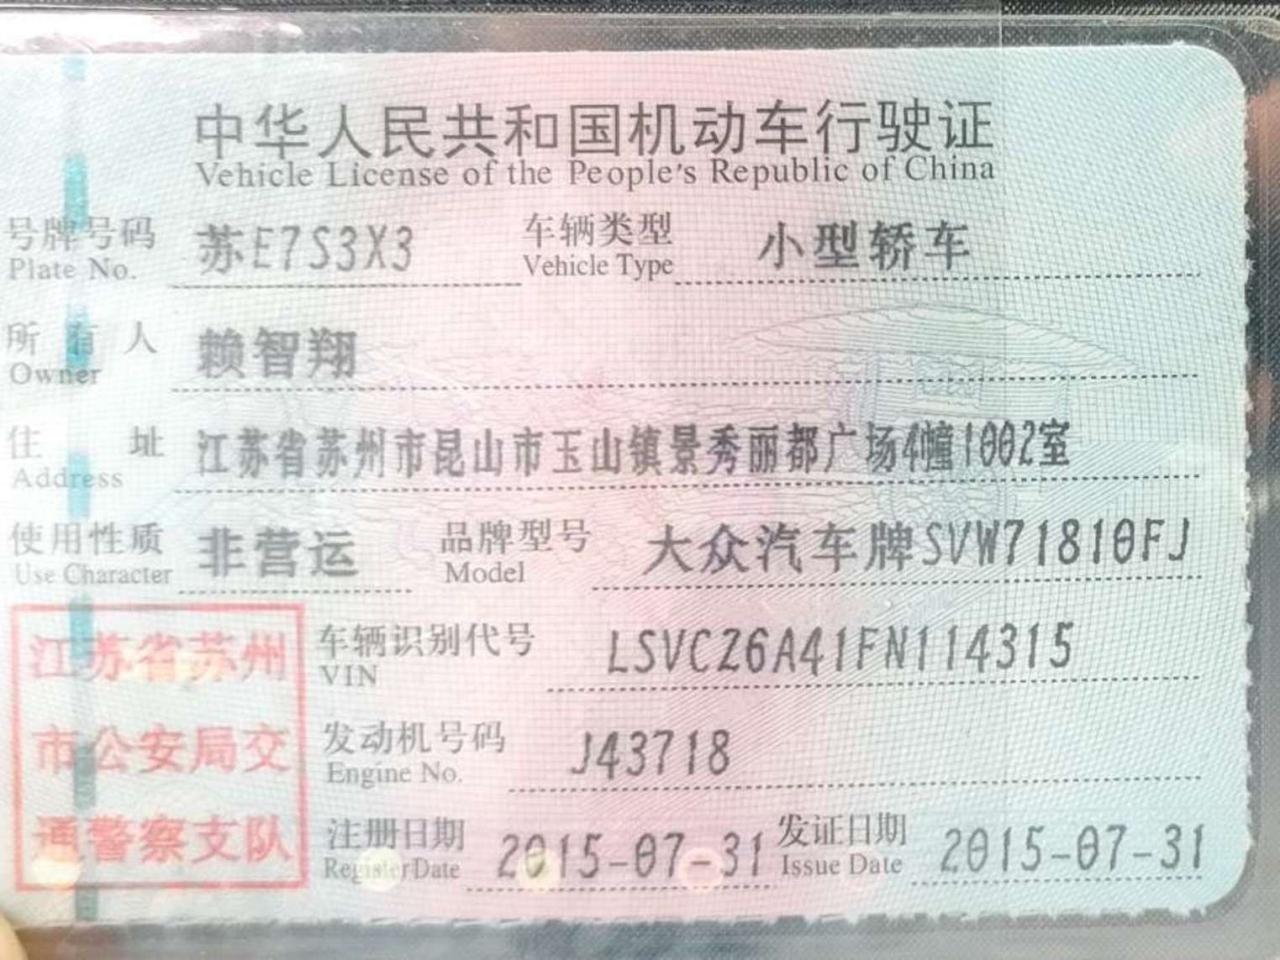 中华人民共和国机动车行驶证
Vehicle License of the People's Republic of China
号牌号码 苏E7S3X3 车辆类型 小型轿车
Plate No. Vehicle Type
所有人 赖智翔
Owner
住址 江苏省苏州市昆山市玉山镇景秀丽都广场4幢1002室
Address
使用性质 非营运 品牌型号 大众汽车牌SVW71810FJ
Use Character Model
江苏省苏州 车辆识别代号 LSVCZ6A41FN114315
VIN
市公安局交 发动机号码 J43718
Engine No.
通警察支队 注册日期 2015-07-31 发证日期 2015-07-31
Register Date Issue Date